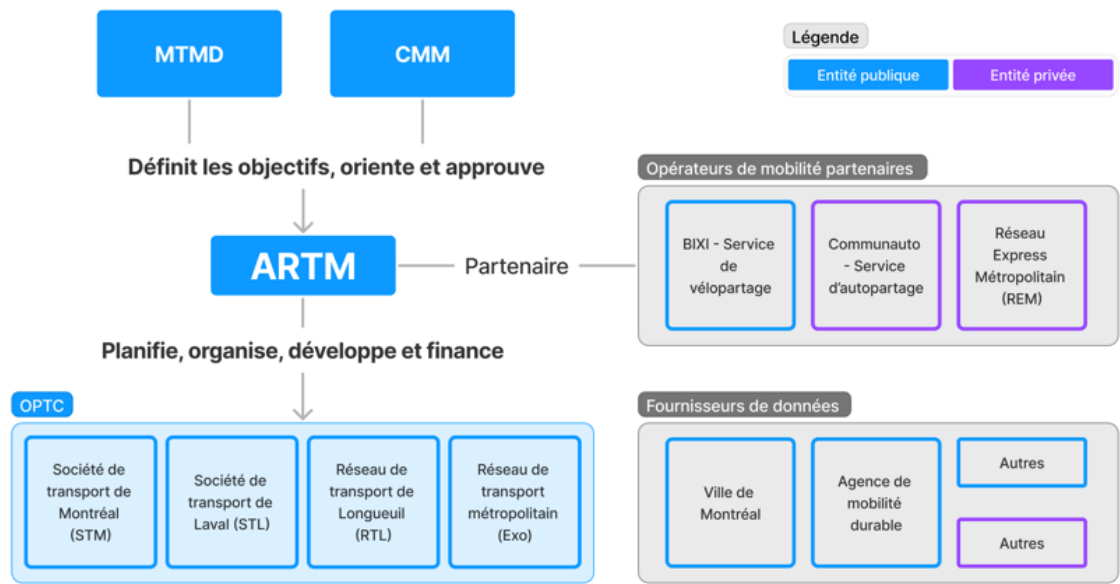 MTMD
CMM
Légende
Entité publique
Entité privée
Définit les objectifs, oriente et approuve
ARTM
Partenaire
Opérateurs de mobilité partenaires
BIXI - Service
de
vélopartage
Communauto
- Service
d'autopartage
Réseau
Express
Métropolitain
(REM)
Planifie, organise, développe et finance
OPTC
Société de
transport de
Montréal
(STM)
Société de
transport de
Laval (STL)
Réseau de
transport de
Longueuil
(RTL)
Réseau de
transport
métropolitain
(Exo)
Fournisseurs de données
Ville de
Montréal
Agence de
mobilité
durable
Autres
Autres